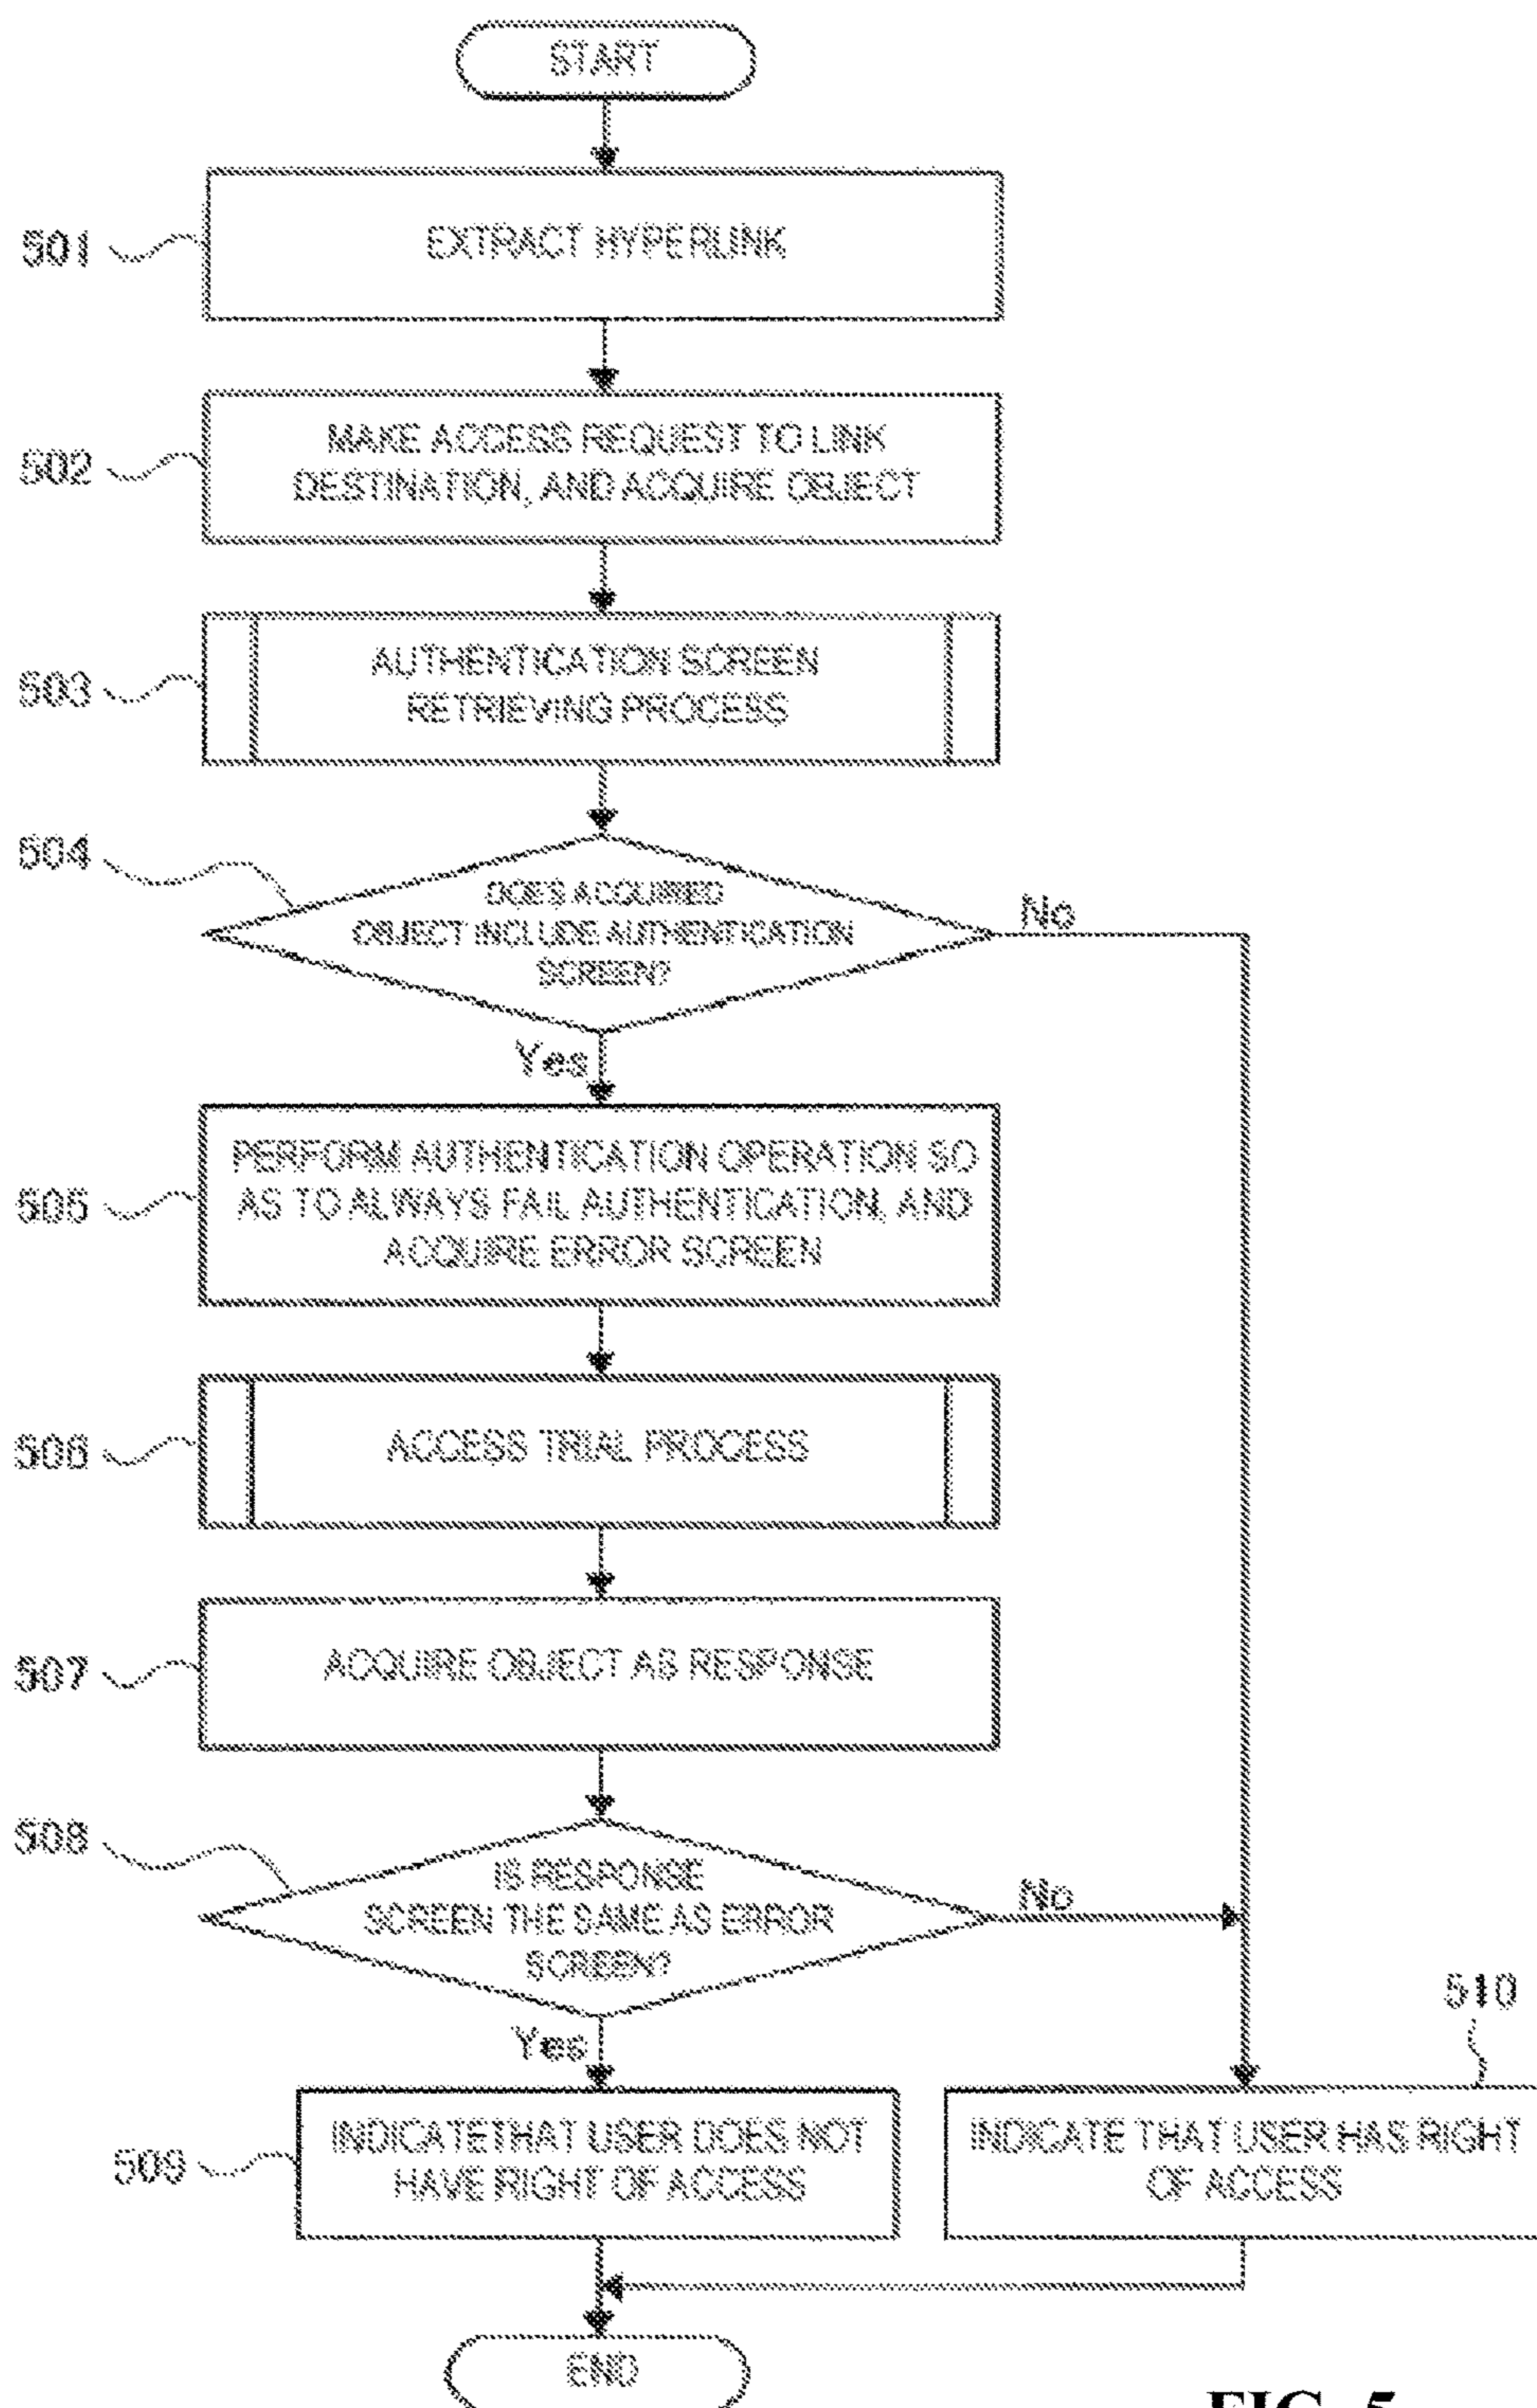 START
501
EXTRACT HYPERLINK
502
MAKE ACCESS REQUEST TO LINK
DESTINATION, AND ACQUIRE OBJECT
503
AUTHENTICATION SCREEN
RETRIEVING PROCESS
504
DOES ACQUIRED
OBJECT INCLUDE AUTHENTICATION
SCREEN?
No
Yes
505
PERFORM AUTHENTICATION OPERATION SO
AS TO ALWAYS FAIL AUTHENTICATION, AND
ACQUIRE ERROR SCREEN
506
ACCESS TRIAL PROCESS
507
ACQUIRE OBJECT AS RESPONSE
508
IS RESPONSE
SCREEN THE SAME AS ERROR
SCREEN?
No
Yes
510
509
INDICATETHAT USER DOES NOT
HAVE RIGHT OF ACCESS
INDICATE THAT USER HAS RIGHT
OF ACCESS
END
FIG. 5